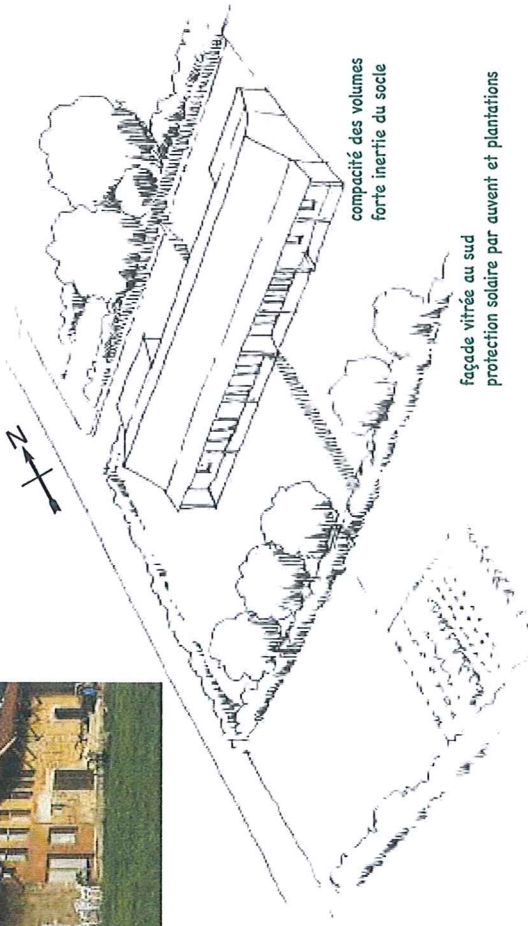 N
compacité des volumes
forte inertie du socle
façade vitrée au sud
protection solaire par auvent et plantations